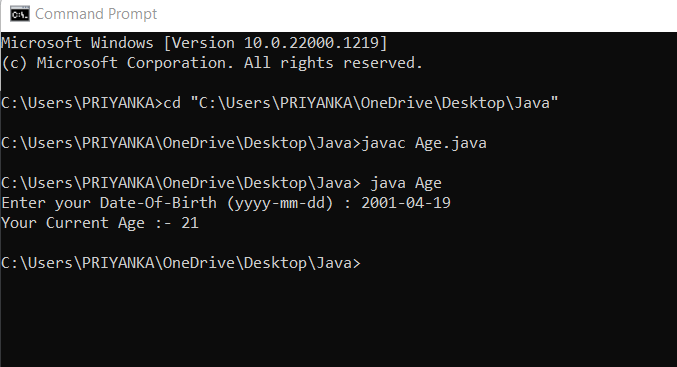 Command Prompt
Microsoft Windows [Version 10.0.22000.1219]
(c) Microsoft Corporation. All rights reserved.
C:\Users\PRIYANKA>cd "C:\Users\PRIYANKA\OneDrive\Desktop\Java"
C:\Users\PRIYANKA\OneDrive\Desktop\Java>javac Age.java
C:\Users\PRIYANKA\OneDrive\Desktop\Java> java Age
Enter your Date-Of-Birth (yyyy-mm-dd) : 2001-04-19
Your Current Age :- 21
C:\Users\PRIYANKA\OneDrive\Desktop\Java>